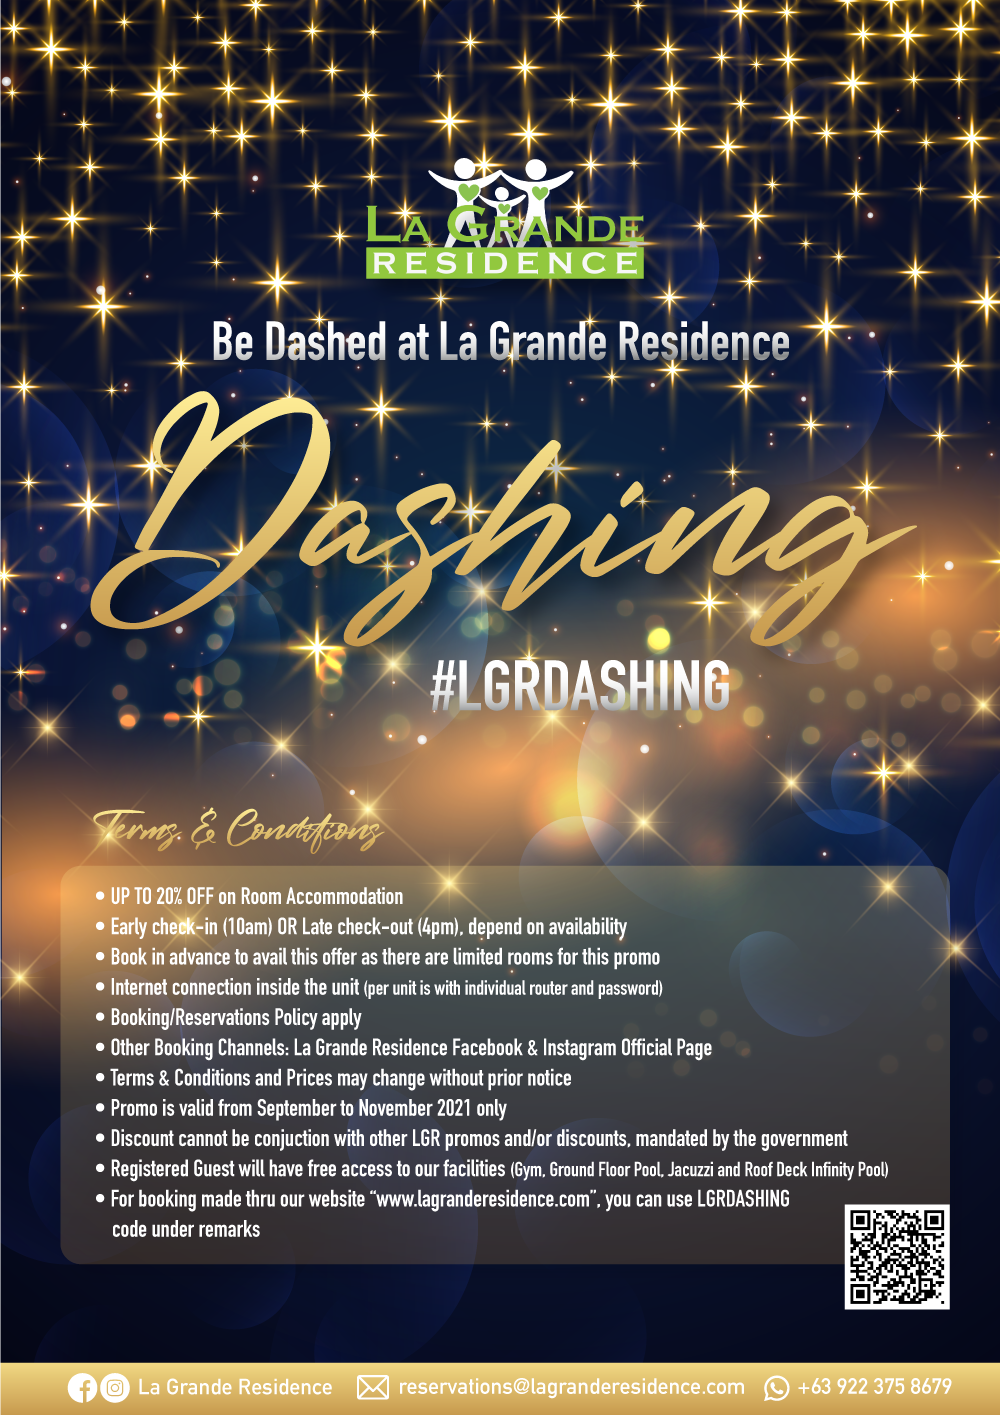 LA GRANDE
RESIDENCE
Be Dashed at La Grande Residence
Dashing
#LGRDASHING
Terms & Conditions
• UP TO 20% OFF on Room Accommodation
• Early check-in (10am) OR Late check-out (4pm), depend on availability
• Book in advance to avail this offer as there are limited rooms for this promo
• Internet connection inside the unit (per unit is with individual router and password)
• Booking/Reservations Policy apply
• Other Booking Channels: La Grande Residence Facebook & Instagram Official Page
• Terms & Conditions and Prices may change without prior notice
• Promo is valid from September to November 2021 only
• Discount cannot be conjuction with other LGR promos and/or discounts, mandated by the government
• Registered Guest will have free access to our facilities (Gym, Ground Floor Pool, Jacuzzi and Roof Deck Infinity Pool)
• For booking made thru our website “www.lagranderesidence.com”, you can use LGRDASHING
code under remarks
La Grande Residence reservations@lagranderesidence.com +63 922 375 8679